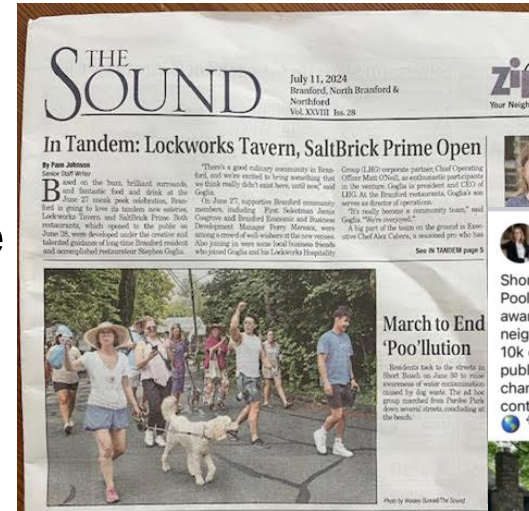 THE
SOUND
July 11, 2024
Branford, North Branford &
Northford
Vol. XXVIII Iss. 28
Your Neigh
In Tandem: Lockworks Tavern, SaltBrick Prime Open
By Pam Johnson
Senior Staff Writer
Based on the buzz, brilliant surrounds,
and fantastic food and drink at the
June 27 sneak peek celebration, Bran-
ford is going to love its tandem new eateries,
Lockworks Tavern and SaltBrick Prime. Both
restaurants, which opened to the public on
June 28, were developed under the creative and
talented guidance of long-time Branford resident
and accomplished restaurateur Stephen Goglia.
"There's a good culinary community in Bran-
ford, and we're excited to bring something that
we think really didn't exist here, until now," said
Goglia.
On June 27, supportive Branford community
members, including First Selectman Jamie
Cosgrove and Branford Economic and Business
Development Manager Perry Maresca, were
among a crowd of well-wishers at the new venues.
Also joining in were some local business friends
who joined Goglia and his Lockworks Hospitality
Group (LHG) corporate partner, Chief Operating
Officer Matt O'Neill, as enthusiastic participants
in the venture. Goglia is president and CEO of
LHG. At the Branford restaurants, Goglia's son
serves as director of operations.
"It's really become a community team," said
Goglia. "We're overjoyed."
A big part of the team on the ground is Exec-
utive Chef Alex Cabera, a seasoned pro who has
See IN TANDEM page 5
March to End
'Poo'llution
Residents took to the streets in
Short Beach on June 30 to raise
awareness of water contamination
caused by dog waste. The ad hoc
group marched from Pardee Park
down several streets, concluding at
the beach.
Photo by Wesley Bunnell/The Sound
Shor
Pool
awar
neig
10k
publ
char
cont